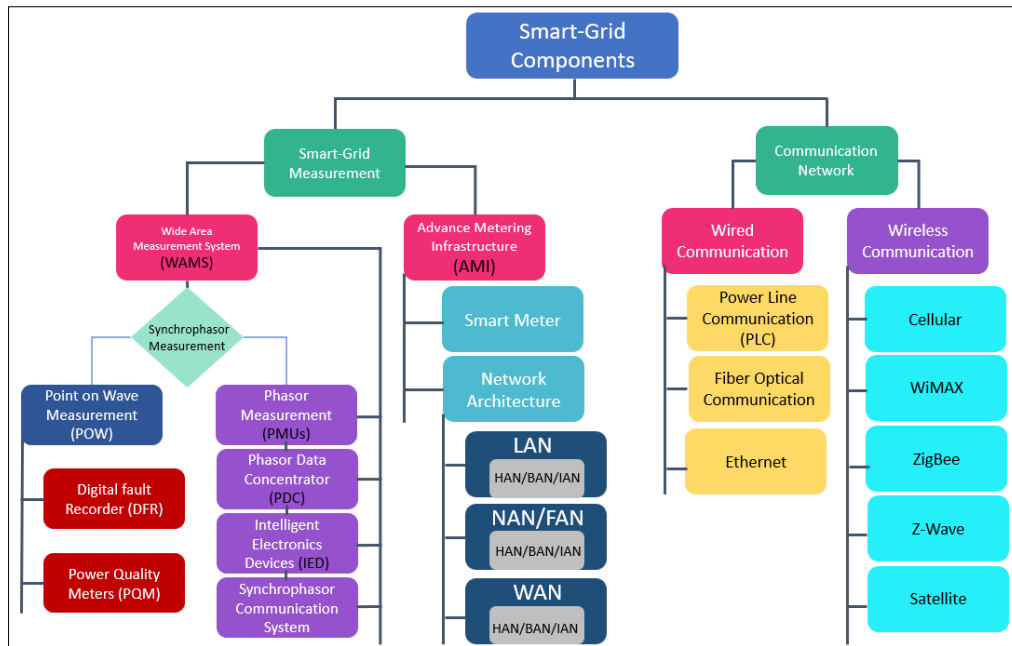 Smart-Grid
Components
Smart-Grid
Measurement
Communication
Network
Wide Area
Measurement System
(WAMS)
Advance Metering
Infrastructure
(AMI)
Wired
Communication
Wireless
Communication
Synchrophasor
Measurement
Smart Meter
Network
Architecture
Power Line
Communication
(PLC)
Fiber Optical
Communication
Ethernet
Cellular
WiMAX
ZigBee
Z-Wave
Satellite
Point on Wave
Measurement
(POW)
Digital fault
Recorder (DFR)
Power Quality
Meters (PQM)
Phasor
Measurement
(PMUs)
Phasor Data
Concentrator
(PDC)
Intelligent
Electronics
Devices (IED)
Synchrophasor
Communication
System
LAN
HAN/BAN/IAN
NAN/FAN
HAN/BAN/IAN
WAN
HAN/BAN/IAN